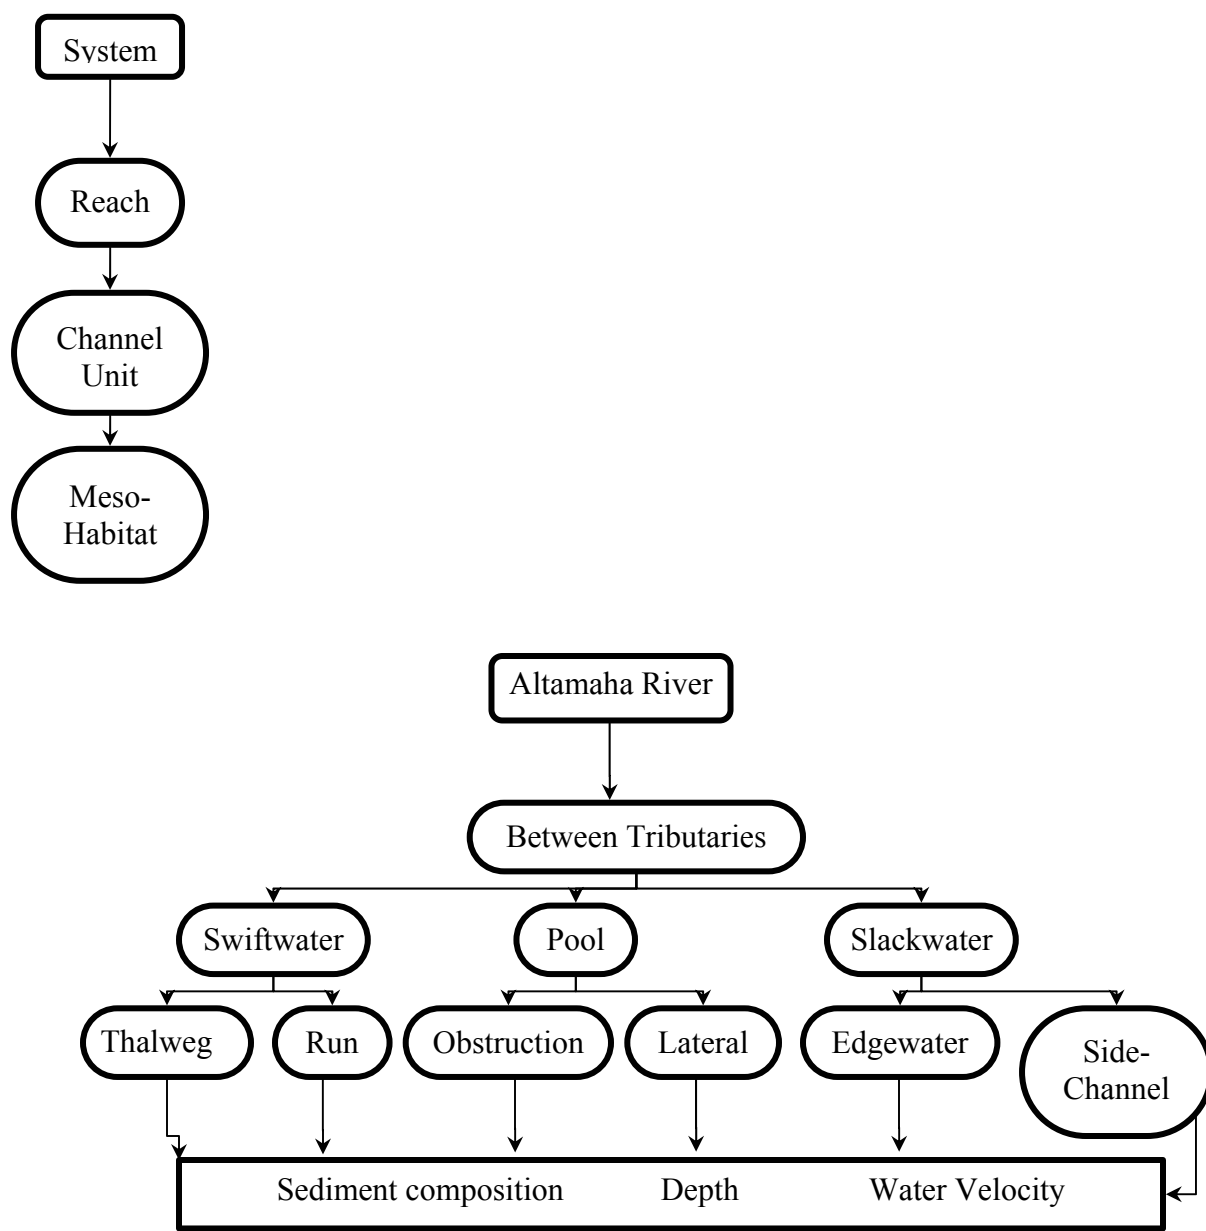 System
Reach
Channel
Unit
Meso-
Habitat
Altamaha River
Between Tributaries
Swiftwater
Pool
Slackwater
Thalweg
Run
Obstruction
Lateral
Edgewater
Side-
Channel
Sediment composition
Depth
Water Velocity